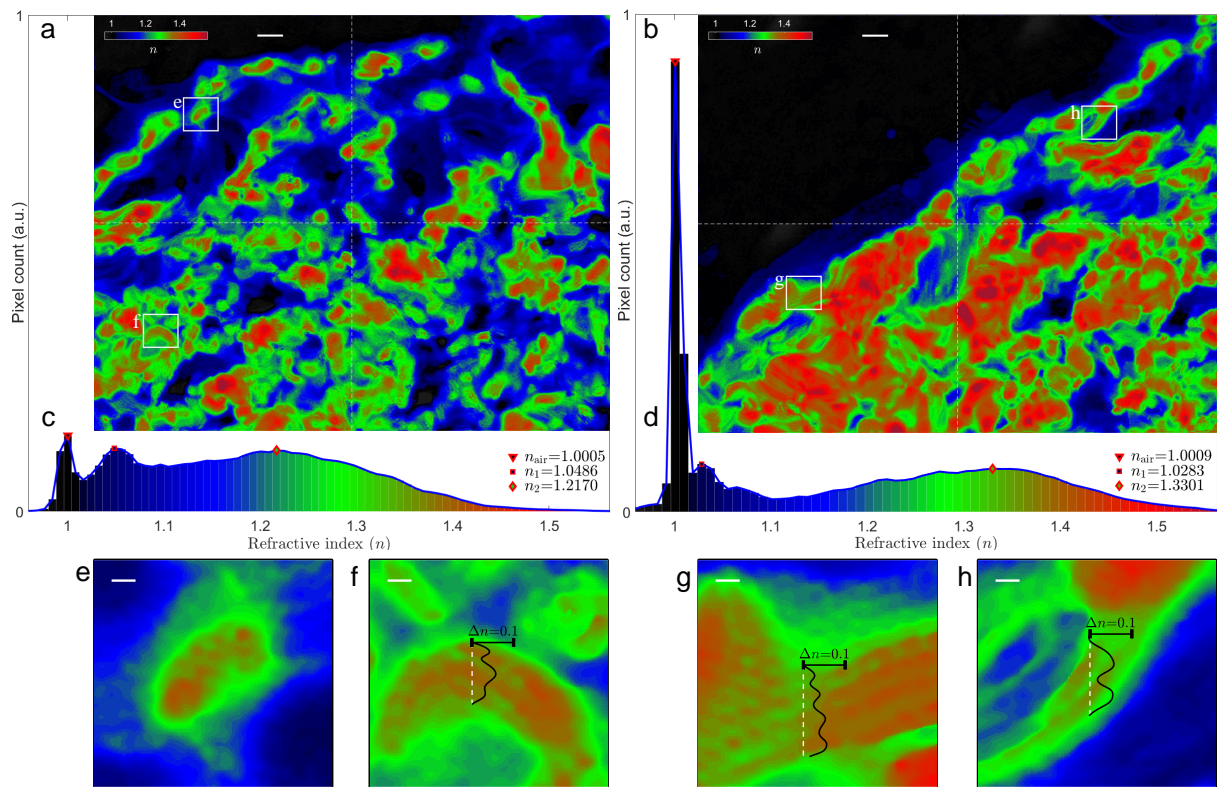 1
a
1 1.2 1.4
n
e
f
Pixel count (a.u.)
c
n_air=1.0005
n_1=1.0486
n_2=1.2170
0
1 1.1 1.2 1.3 1.4 1.5
Refractive index (n)
1
b
1 1.2 1.4
n
h
g
Pixel count (a.u.)
d
n_air=1.0009
n_1=1.0283
n_2=1.3301
0
1 1.1 1.2 1.3 1.4 1.5
Refractive index (n)
e
f
Δn=0.1
g
Δn=0.1
h
Δn=0.1